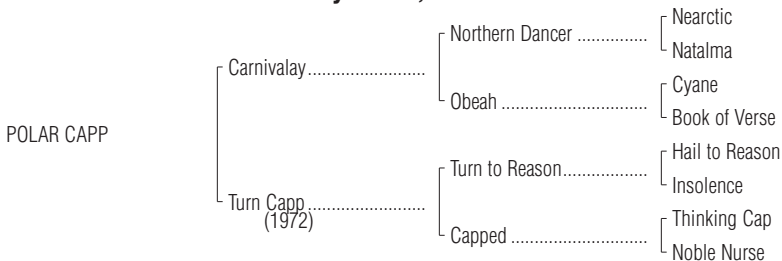 Nearctic
Northern Dancer ...............
Natalma
Carnivalay.........................
Cyane
Obeah ...............................
Book of Verse
POLAR CAPP
Hail to Reason
Turn to Reason..................
Insolence
Turn Capp .........................
(1972)
Thinking Cap
Capped .............................
Noble Nurse